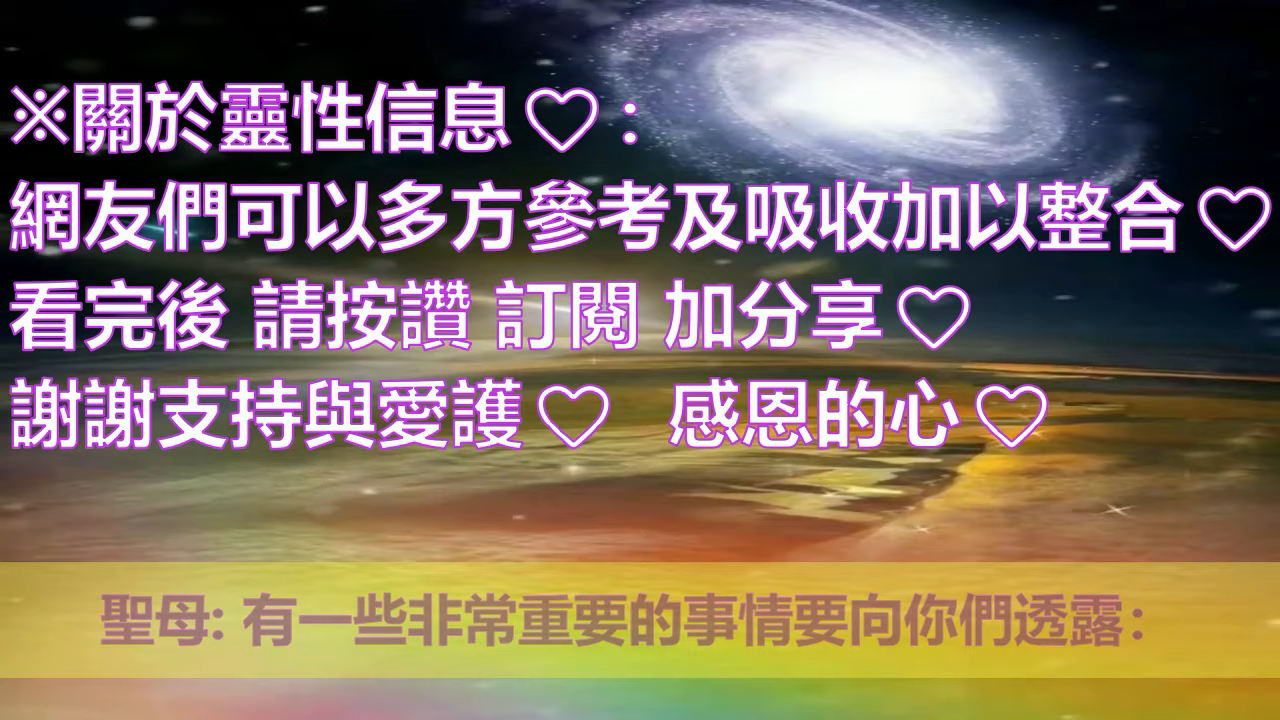 ※關於靈性信息♡:
網友們可以多方參考及吸收加以整合♡
看完後 請按讚 訂閱 加分享♡
謝謝支持與愛護♡ 感恩的心♡
聖母: 有一些非常重要的事情要向你們透露: